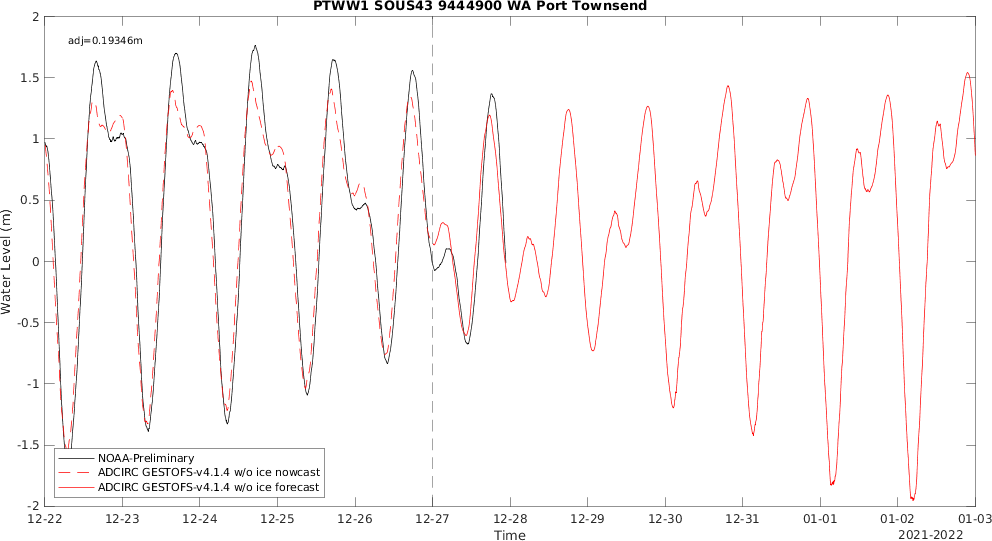 PTWW1 SOUS43 9444900 WA Port Townsend
adj=0.19346m
2
1.5
1
0.5
0
-0.5
-1
-1.5
-2
Water Level (m)
NOAA-Preliminary
ADCIRC GESTOFS-v4.1.4 w/o ice nowcast
ADCIRC GESTOFS-v4.1.4 w/o ice forecast
12-22 12-23 12-24 12-25 12-26 12-27 12-28 12-29 12-30 12-31 01-01 01-02 01-03
Time
2021-2022